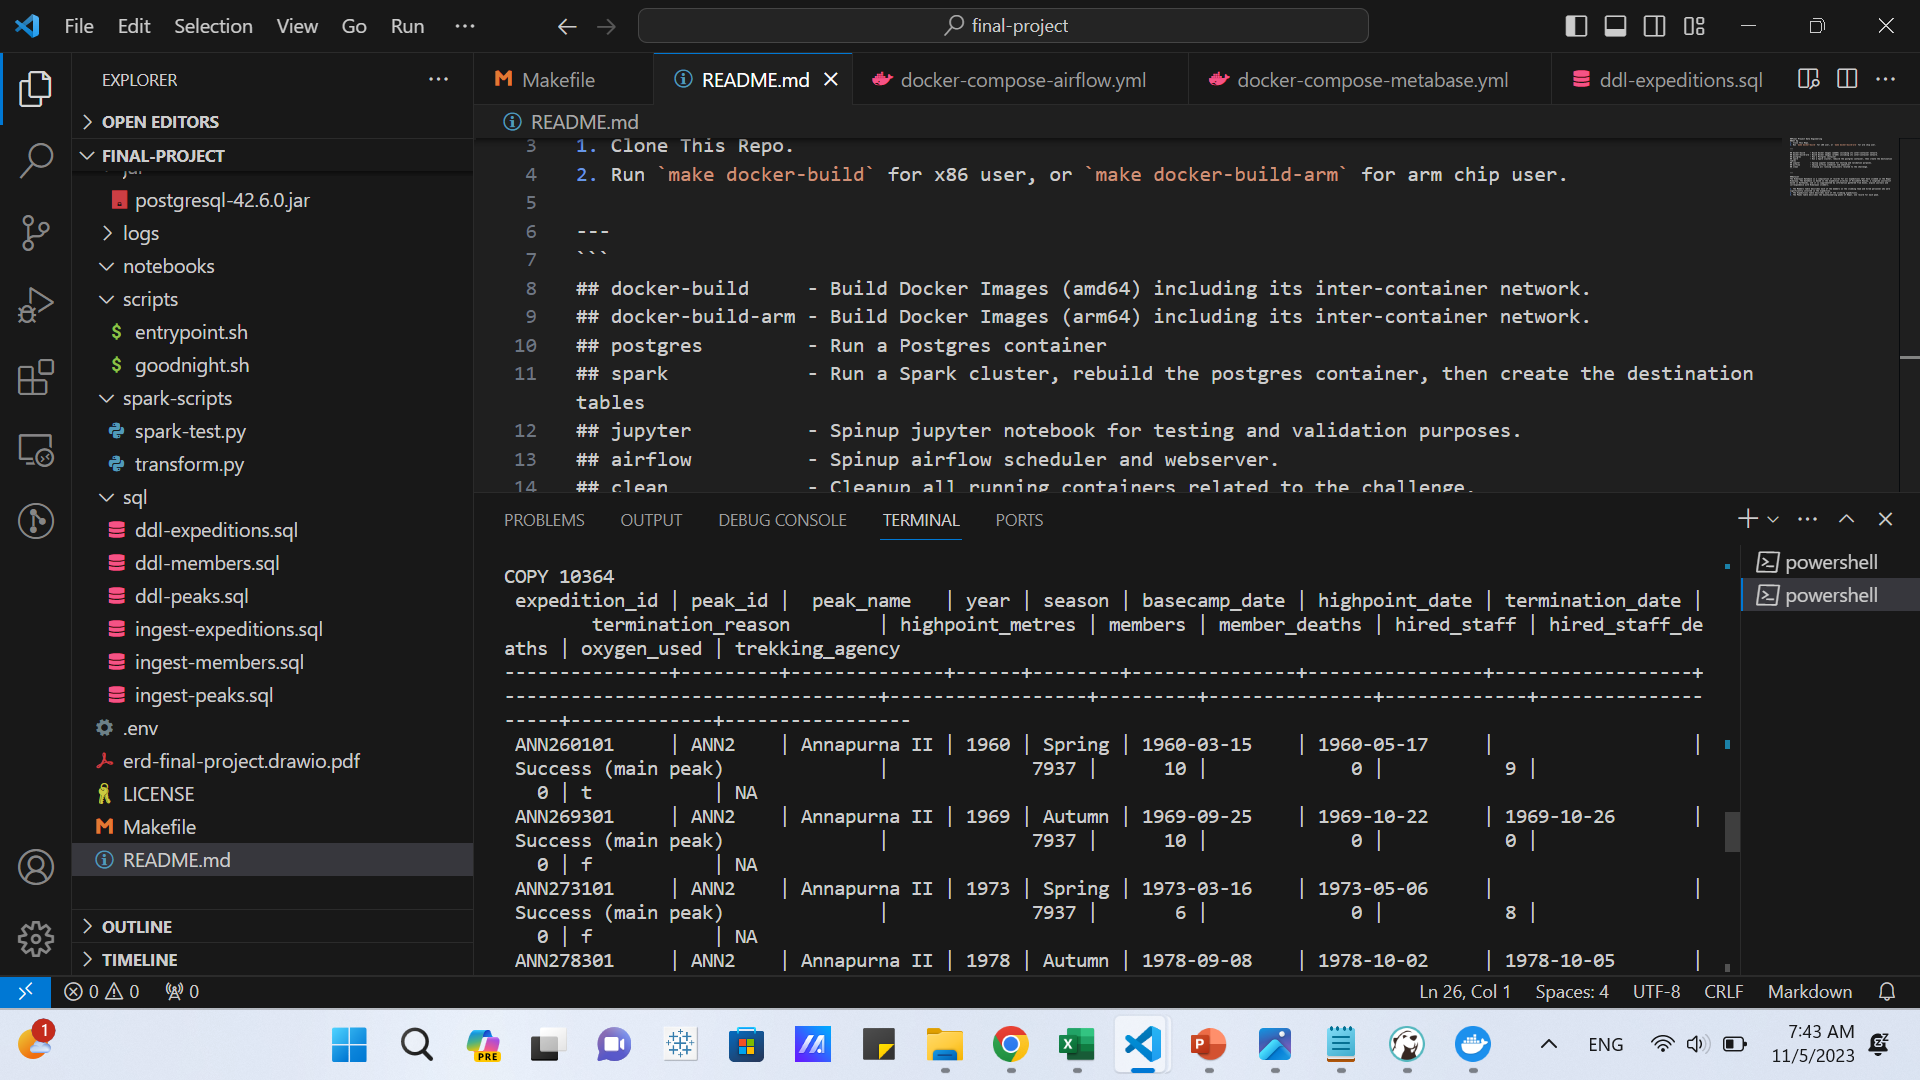 File Edit Selection View Go Run ···
final-project
EXPLORER
OPEN EDITORS
FINAL-PROJECT
jar
postgresql-42.6.0.jar
logs
notebooks
scripts
entrypoint.sh
goodnight.sh
spark-scripts
spark-test.py
transform.py
sql
ddl-expeditions.sql
ddl-members.sql
ddl-peaks.sql
ingest-expeditions.sql
ingest-members.sql
ingest-peaks.sql
.env
erd-final-project.drawio.pdf
LICENSE
Makefile
README.md
OUTLINE
TIMELINE
Makefile README.md docker-compose-airflow.yml docker-compose-metabase.yml ddl-expeditions.sql
README.md
3 1. Clone This Repo.
4 2. Run `make docker-build` for x86 user, or `make docker-build-arm` for arm chip user.
5
6 ---
7 ```
8 ## docker-build - Build Docker Images (amd64) including its inter-container network.
9 ## docker-build-arm - Build Docker Images (arm64) including its inter-container network.
10 ## postgres - Run a Postgres container
11 ## spark - Run a Spark cluster, rebuild the postgres container, then create the destination
tables
12 ## jupyter - Spinup jupyter notebook for testing and validation purposes.
13 ## airflow - Spinup airflow scheduler and webserver.
14 ## clean - Cleanup all running containers related to the challenge.
PROBLEMS OUTPUT DEBUG CONSOLE TERMINAL PORTS
powershell
powershell
COPY 10364
expedition_id | peak_id | peak_name | year | season | basecamp_date | highpoint_date | termination_date |
termination_reason | highpoint_metres | members | member_deaths | hired_staff | hired_staff_de
aths | oxygen_used | trekking_agency
---------------+---------+--------------+------+--------+---------------+----------------+------------------+
----------------------------------+------------------+---------+---------------+-------------+---------------
-----+-------------+-----------------
ANN260101 | ANN2 | Annapurna II | 1960 | Spring | 1960-03-15 | 1960-05-17 | |
Success (main peak) | 7937 | 10 | 0 | 9 |
0 | t | NA
ANN269301 | ANN2 | Annapurna II | 1969 | Autumn | 1969-09-25 | 1969-10-22 | 1969-10-26 |
Success (main peak) | 7937 | 10 | 0 | 0 |
0 | f | NA
ANN273101 | ANN2 | Annapurna II | 1973 | Spring | 1973-03-16 | 1973-05-06 | |
Success (main peak) | 7937 | 6 | 0 | 8 |
0 | f | NA
ANN278301 | ANN2 | Annapurna II | 1978 | Autumn | 1978-09-08 | 1978-10-02 | 1978-10-05 |
0 0 0 Ln 26, Col 1 Spaces: 4 UTF-8 CRLF Markdown
1 PRE ENG 7:43 AM
11/5/2023